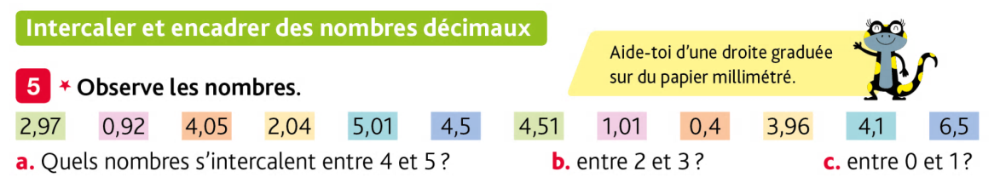 Intercaler et encadrer des nombres décimaux
Aide-toi d'une droite graduée
sur du papier millimétré.
5 * Observe les nombres.
2,97 0,92 4,05 2,04 5,01 4,5 4,51 1,01 0,4 3,96 4,1 6,5
a. Quels nombres s'intercalent entre 4 et 5 ? b. entre 2 et 3 ? c. entre 0 et 1 ?